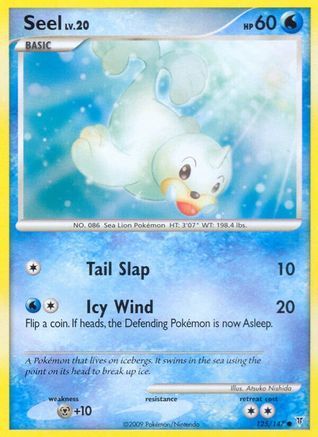 Seel LV.20 HP 60
BASIC
NO. 086 Sea Lion Pokémon HT: 3'07" WT: 198.4 lbs.
Tail Slap 10
Icy Wind 20
Flip a coin. If heads, the Defending Pokémon is now Asleep.
A Pokémon that lives on icebergs. It swims in the sea using the
point on its head to break up ice.
Illus. Atsuko Nishida
weakness resistance retreat cost
+10
©2009 Pokémon/Nintendo 125/147